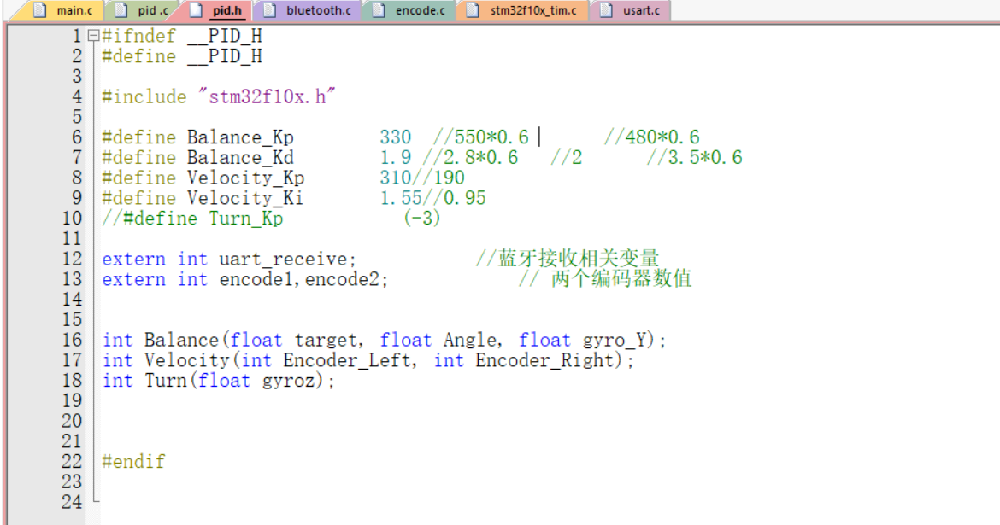 main.c pid .c pid.h bluetooth.c encode.c stm32f10x_tim.c usart.c
1 #ifndef __PID_H
2 #define __PID_H
3
4 #include "stm32f10x.h"
5
6 #define Balance_Kp 330 //550*0.6 //480*0.6
7 #define Balance_Kd 1.9 //2.8*0.6 //2 //3.5*0.6
8 #define Velocity_Kp 310//190
9 #define Velocity_Ki 1.55//0.95
10 //#define Turn_Kp (-3)
11
12 extern int uart_receive; //蓝牙接收相关变量
13 extern int encode1,encode2; // 两个编码器数值
14
15
16 int Balance(float target, float Angle, float gyro_Y);
17 int Velocity(int Encoder_Left, int Encoder_Right);
18 int Turn(float gyroz);
19
20
21
22 #endif
23
24